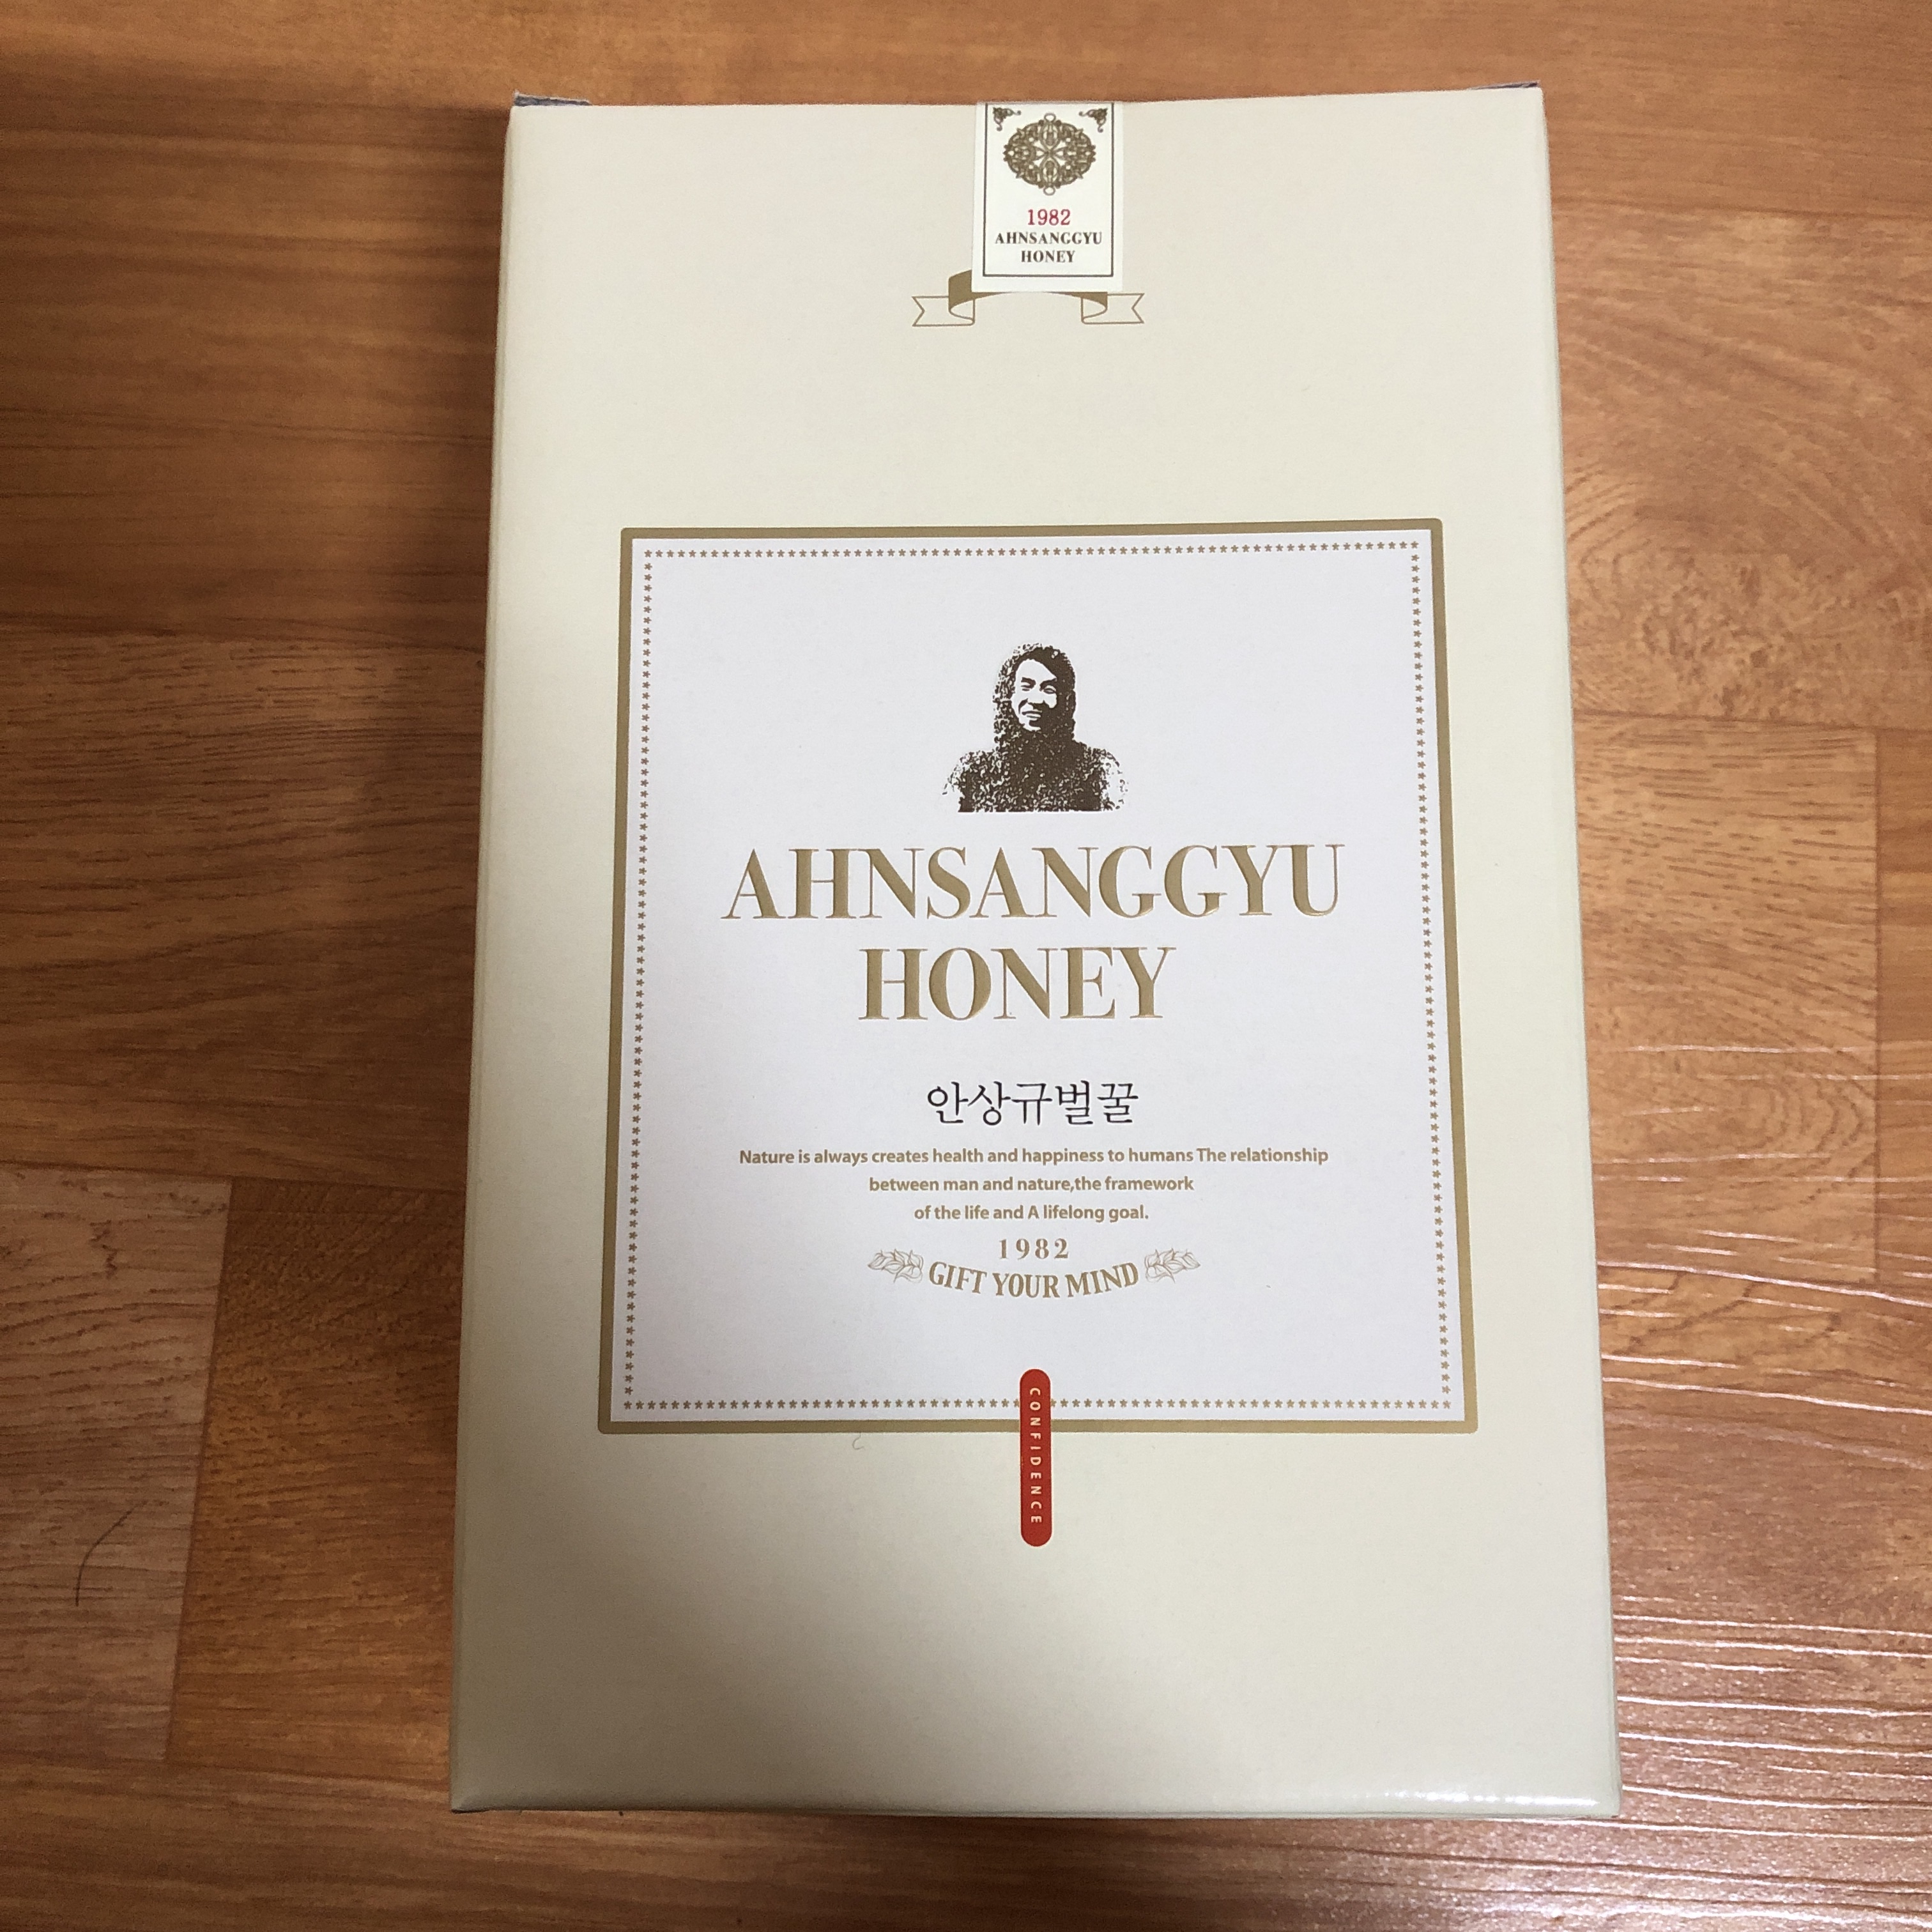 1982
AHNSANGGYU
HONEY
AHNSANGGYU
HONEY
안상규벌꿀
Nature is always creates health and happiness to humans The relationship
between man and nature,the framework
of the life and A lifelong goal.
1982
GIFT YOUR MIND
CONFIDENCE